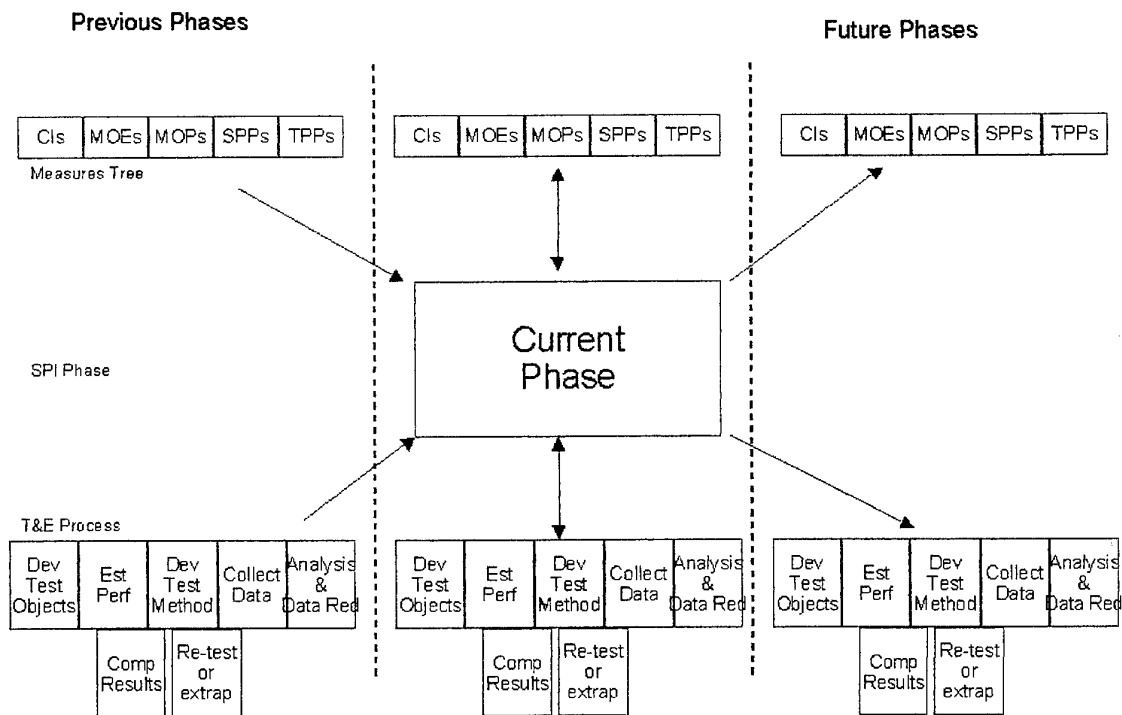 Previous Phases
Future Phases
CIs MOEs MOPs SPPs TPPs
CIs MOEs MOPs SPPs TPPs
CIs MOEs MOPs SPPs TPPs
Measures Tree
Current
Phase
SPI Phase
T&E Process
Dev
Test
Objects
Est
Perf
Dev
Test
Method
Collect
Data
Analysis
&
Data Red
Comp
Results
Re-test
or
extrap
Dev
Test
Objects
Est
Perf
Dev
Test
Method
Collect
Data
Analysis
&
Data Red
Comp
Results
Re-test
or
extrap
Dev
Test
Objects
Est
Perf
Dev
Test
Method
Collect
Data
Analysis
&
Data Red
Comp
Results
Re-test
or
extrap